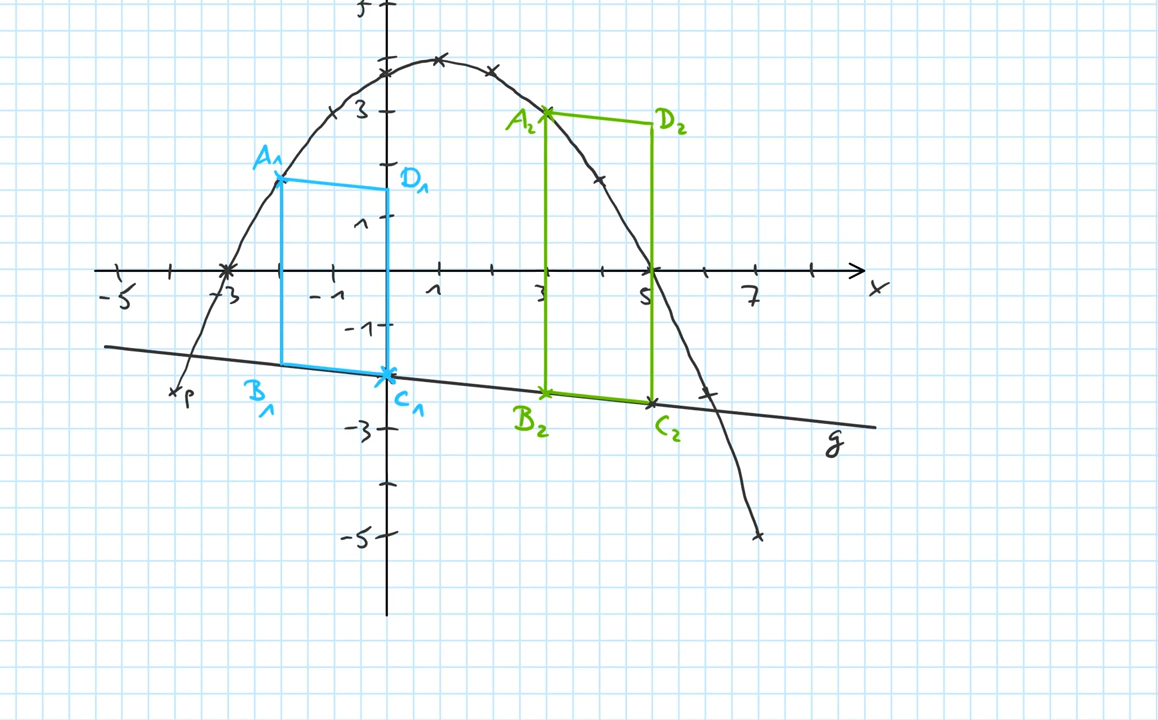 5
A₁
3
A₂
D₂
D₁
1
-5
-3
-1
1
3
5
7
x
-1
B₁
C₁
p
B₂
C₂
-3
g
-5